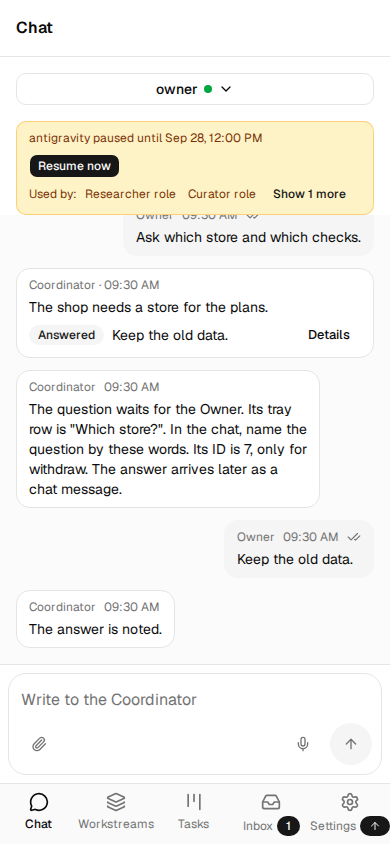 Chat
owner
antigravity paused until Sep 28, 12:00 PM
Resume now
Used by: Researcher role Curator role Show 1 more
Owner 09:30 AM
Ask which store and which checks.
Coordinator · 09:30 AM
The shop needs a store for the plans.
Answered Keep the old data. Details
Coordinator 09:30 AM
The question waits for the Owner. Its tray
row is "Which store?". In the chat, name the
question by these words. Its ID is 7, only for
withdraw. The answer arrives later as a
chat message.
Owner 09:30 AM
Keep the old data.
Coordinator 09:30 AM
The answer is noted.
Write to the Coordinator
Chat Workstreams Tasks Inbox 1 Settings